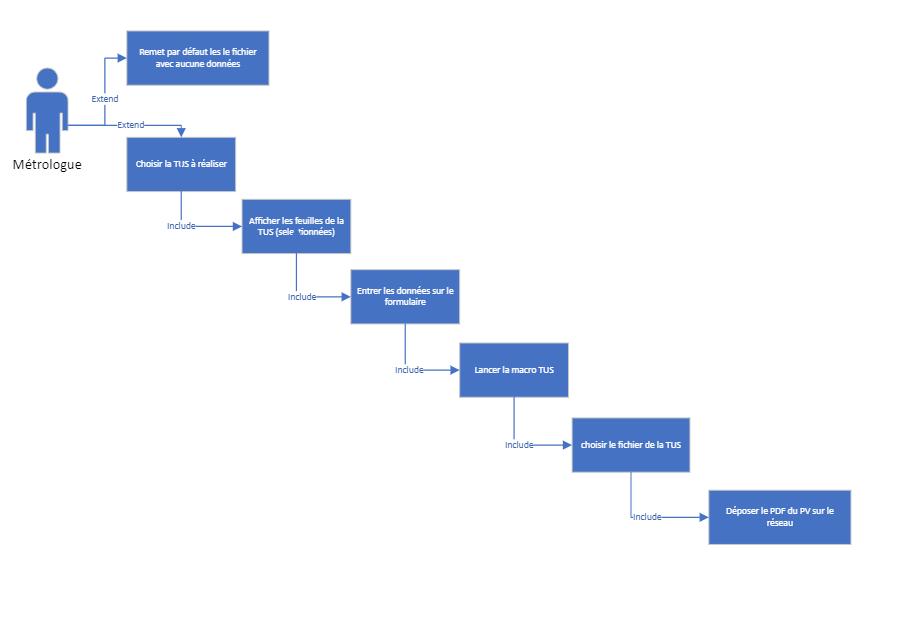 Remet par défaut les le fichier
avec aucune données
Extend
Extend
Métrologue
Choisir la TUS à réaliser
Include
Afficher les feuilles de la
TUS (selectionnées)
Include
Entrer les données sur le
formulaire
Include
Lancer la macro TUS
Include
choisir le fichier de la TUS
Include
Déposer le PDF du PV sur le
réseau